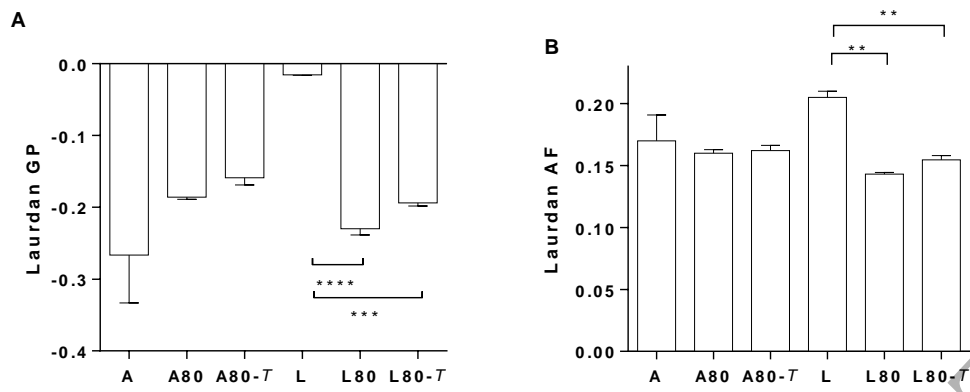 A
Laurdan GP
0.0
-0.1
-0.2
-0.3
-0.4
****
***
A A80 A80-T L L80 L80-T
B
Laurdan AF
**
**
0.20
0.15
0.10
0.05
0.00
A A80 A80-T L L80 L80-T